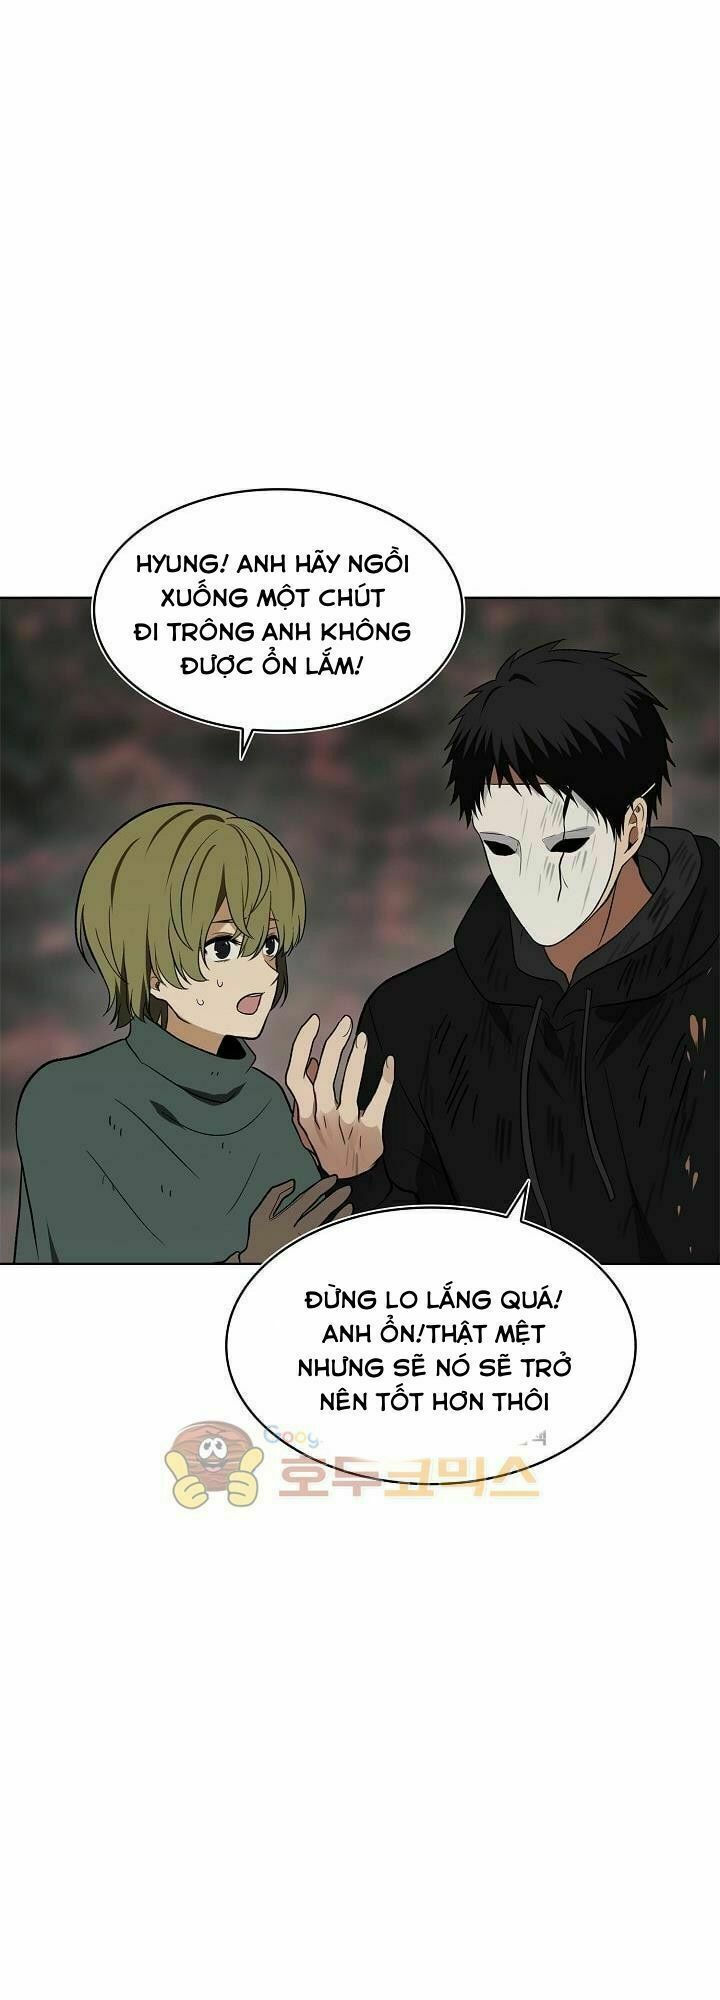 HYUNG! ANH HÃY NGỒI
XUỐNG MỘT CHÚT
ĐI TRÔNG ANH KHÔNG
ĐƯỢC ỔN LẮM!
ĐỪNG LO LẮNG QUÁ!
ANH ỔN!THẬT MỆT
NHƯNG SẼ NÓ SẼ TRỞ
NÊN TỐT HƠN THÔI
호두코믹스